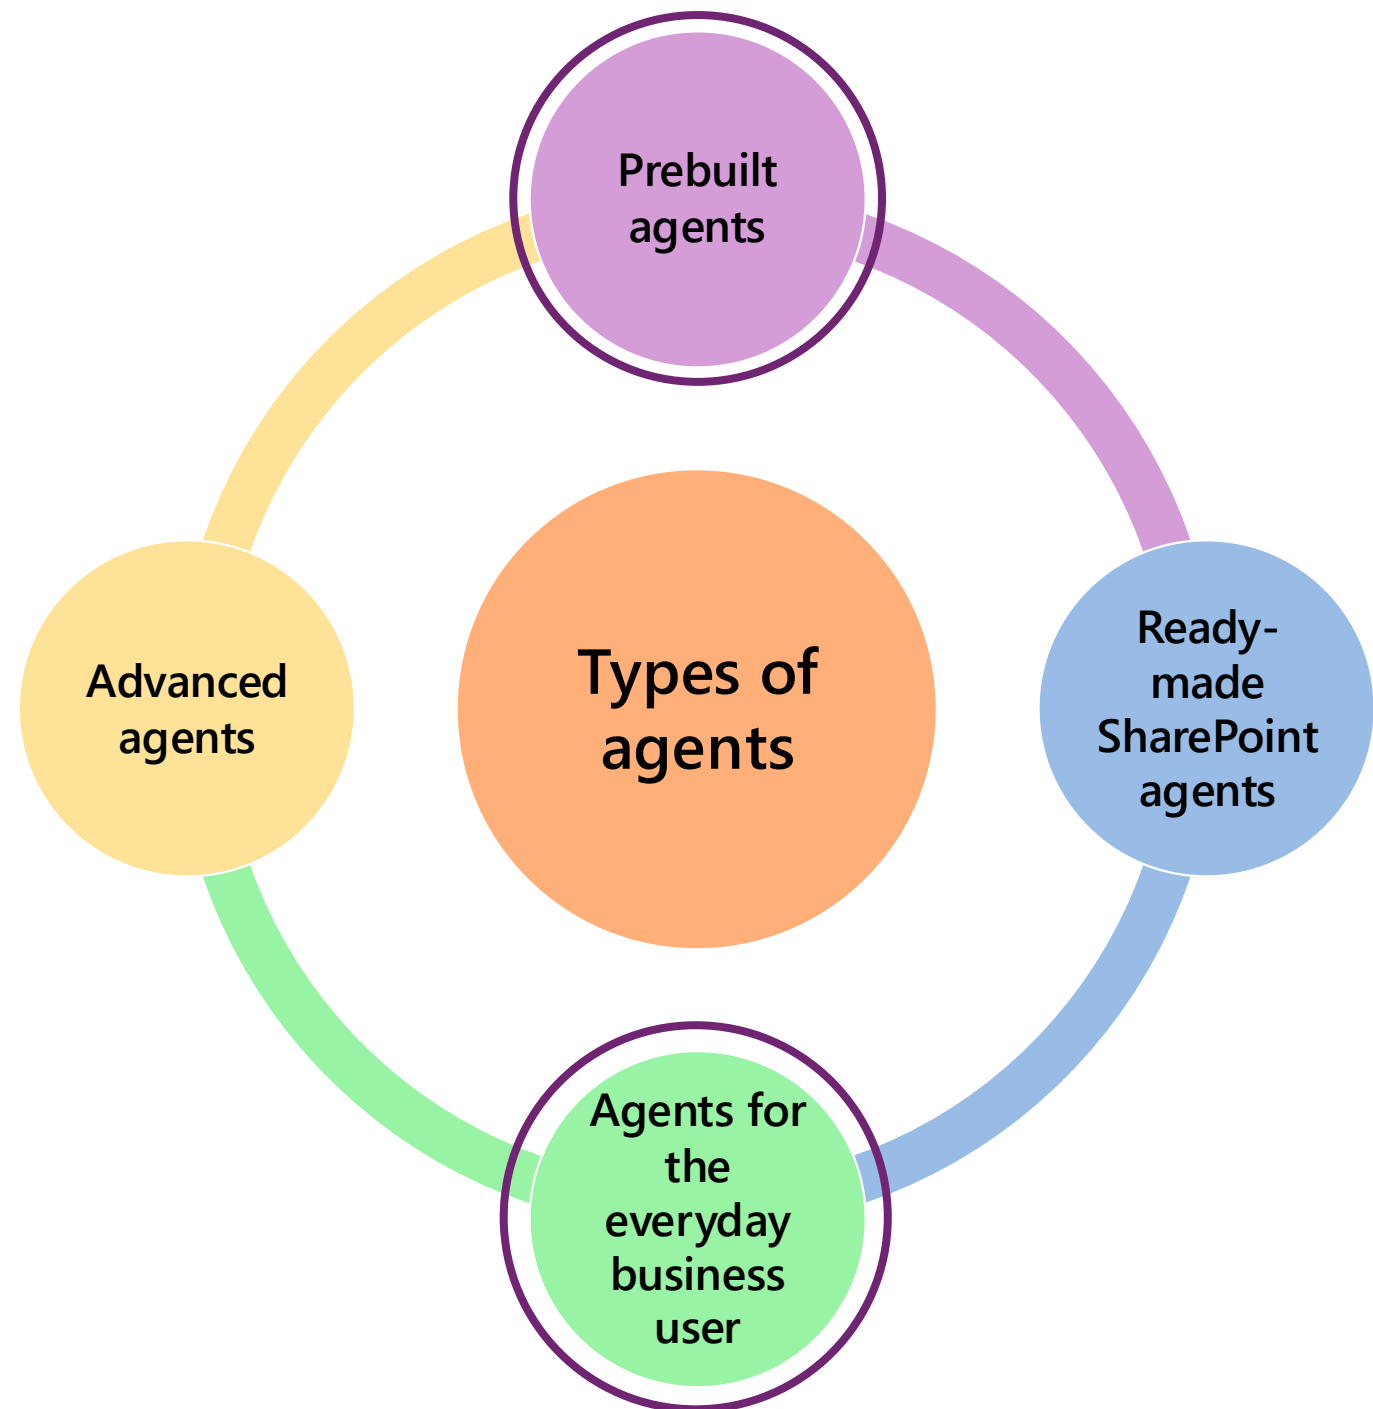 Prebuilt
agents
Types of
agents
Ready-
made
SharePoint
agents
Agents for
the
everyday
business
user
Advanced
agents